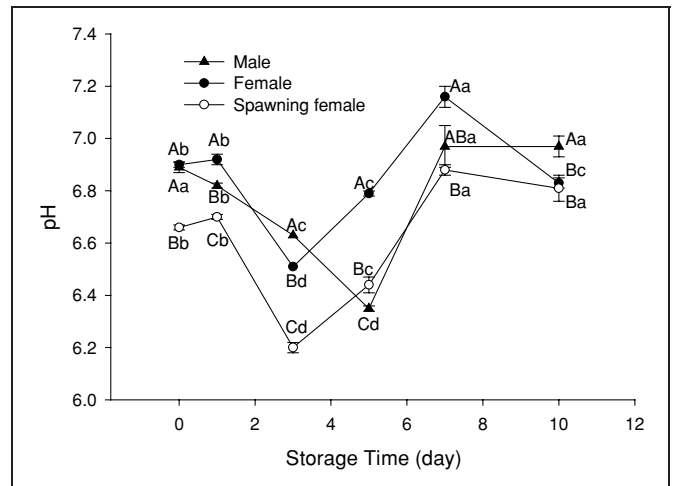 7.4
7.2
7.0
6.8
6.6
6.4
6.2
6.0
pH
Male
Female
Spawning female
Ab
Aa
Bb
Ab
Bb
Cb
Ac
Bd
Cd
Ac
Bc
Cd
Aa
ABa
Ba
Aa
Bc
Ba
0 2 4 6 8 10 12
Storage Time (day)